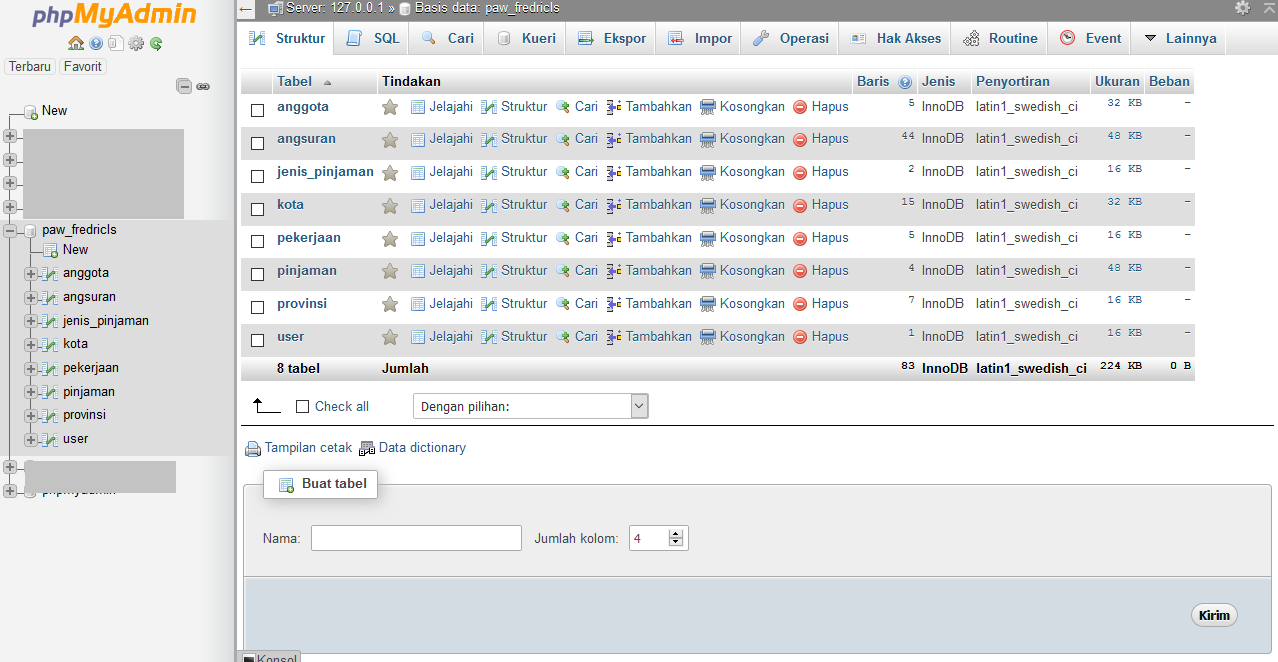 phpMyAdmin
Terbaru Favorit
New
paw_fredricls
New
anggota
angsuran
jenis_pinjaman
kota
pekerjaan
pinjaman
provinsi
user
Server: 127.0.0.1 » Basis data: paw_fredricls
Struktur SQL Cari Kueri Ekspor Impor Operasi Hak Akses Routine Event Lainnya
Tabel Tindakan Baris Jenis Penyortiran Ukuran Beban
anggota Jelajahi Struktur Cari Tambahkan Kosongkan Hapus 5 InnoDB latin1_swedish_ci 32 KB -
angsuran Jelajahi Struktur Cari Tambahkan Kosongkan Hapus 44 InnoDB latin1_swedish_ci 48 KB -
jenis_pinjaman Jelajahi Struktur Cari Tambahkan Kosongkan Hapus 2 InnoDB latin1_swedish_ci 16 KB -
kota Jelajahi Struktur Cari Tambahkan Kosongkan Hapus 15 InnoDB latin1_swedish_ci 32 KB -
pekerjaan Jelajahi Struktur Cari Tambahkan Kosongkan Hapus 5 InnoDB latin1_swedish_ci 16 KB -
pinjaman Jelajahi Struktur Cari Tambahkan Kosongkan Hapus 4 InnoDB latin1_swedish_ci 48 KB -
provinsi Jelajahi Struktur Cari Tambahkan Kosongkan Hapus 7 InnoDB latin1_swedish_ci 16 KB -
user Jelajahi Struktur Cari Tambahkan Kosongkan Hapus 1 InnoDB latin1_swedish_ci 16 KB -
8 tabel Jumlah 83 InnoDB latin1_swedish_ci 224 KB 0 B
Check all Dengan pilihan:
Tampilan cetak Data dictionary
Buat tabel
Nama: Jumlah kolom: 4
Kirim
Konsol